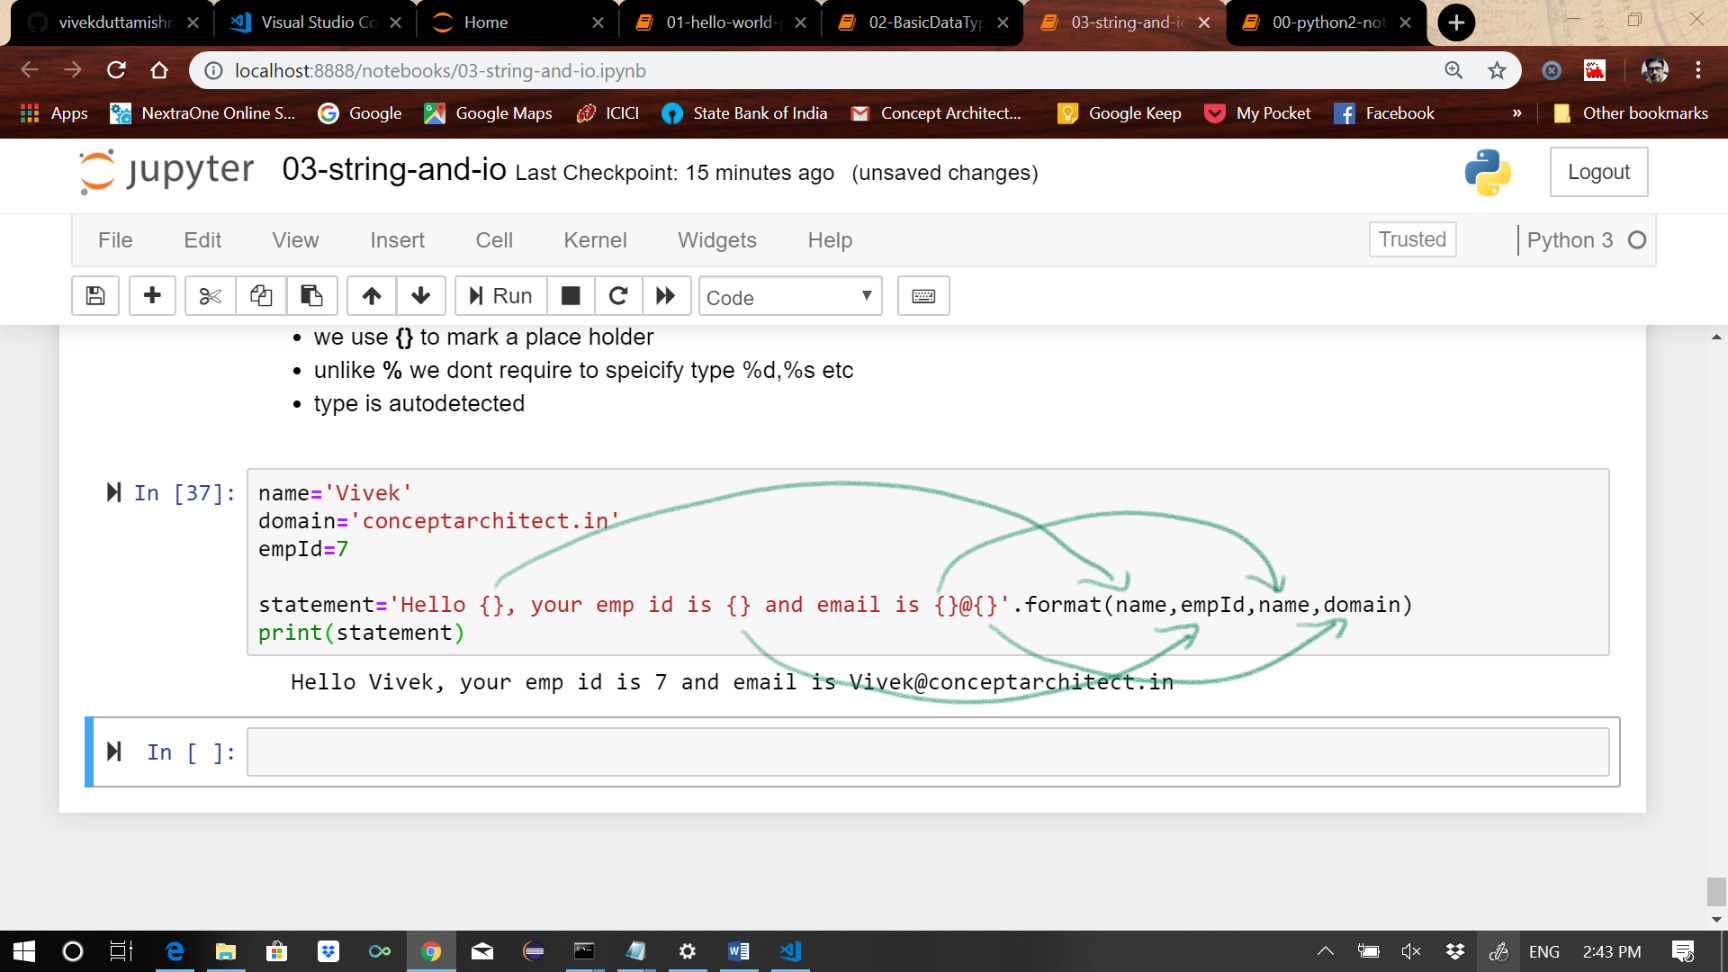 vivekduttamishr
Visual Studio Co
Home
01-hello-world-
02-BasicDataTyp
03-string-and-io
00-python2-not
localhost:8888/notebooks/03-string-and-io.ipynb
Apps
NextraOne Online S...
Google
Google Maps
ICICI
State Bank of India
Concept Architect...
Google Keep
My Pocket
Facebook
»
Other bookmarks
jupyter
03-string-and-io Last Checkpoint: 15 minutes ago (unsaved changes)
Logout
File Edit View Insert Cell Kernel Widgets Help
Trusted
Python 3
Run
Code
• we use {} to mark a place holder
• unlike % we dont require to speicify type %d,%s etc
• type is autodetected
In [37]:
name='Vivek'
domain='conceptarchitect.in'
empId=7
statement='Hello {}, your emp id is {} and email is {}@{}'.format(name,empId,name,domain)
print(statement)
Hello Vivek, your emp id is 7 and email is Vivek@conceptarchitect.in
In [ ]:
ENG
2:43 PM